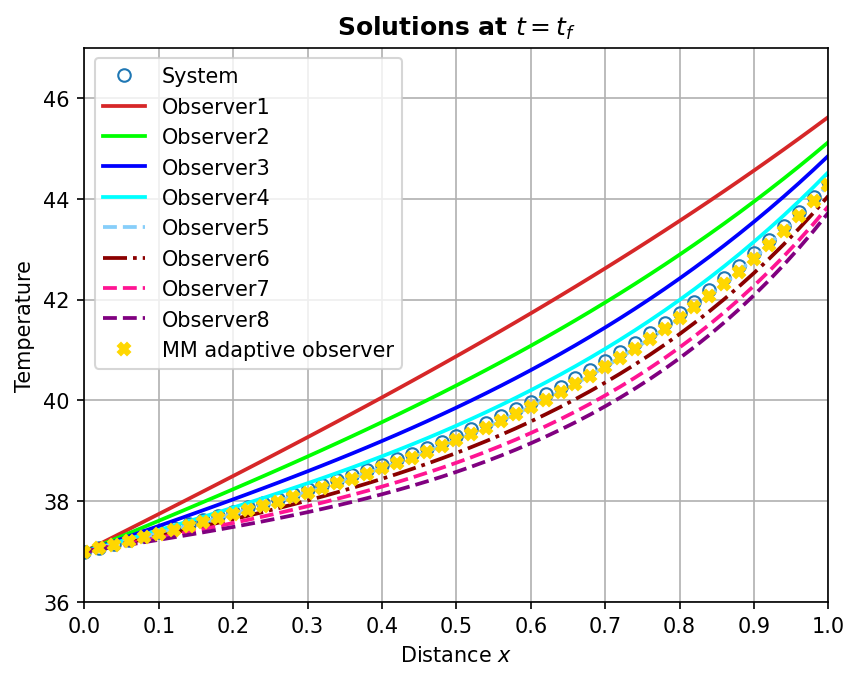 Solutions at t = t_f
System
Observer1
Observer2
Observer3
Observer4
Observer5
Observer6
Observer7
Observer8
MM adaptive observer
Temperature
46
44
42
40
38
36
0.0 0.1 0.2 0.3 0.4 0.5 0.6 0.7 0.8 0.9 1.0
Distance x